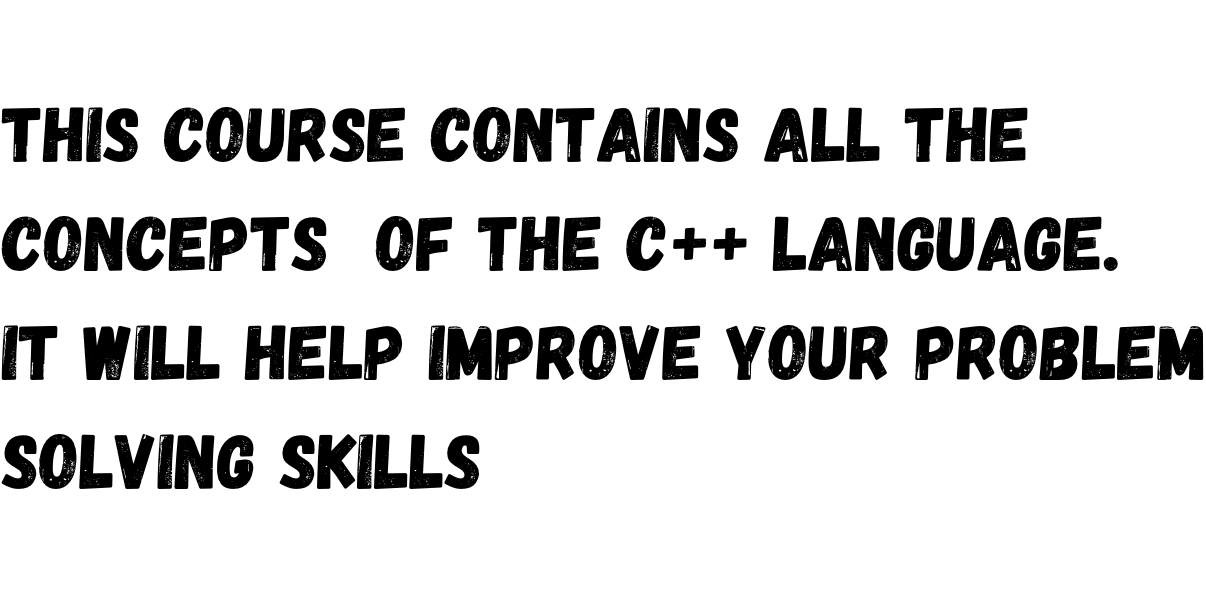 THIS COURSE CONTAINS ALL THE
CONCEPTS  OF THE C++ LANGUAGE.
IT WILL HELP IMPROVE YOUR PROBLEM
SOLVING SKILLS